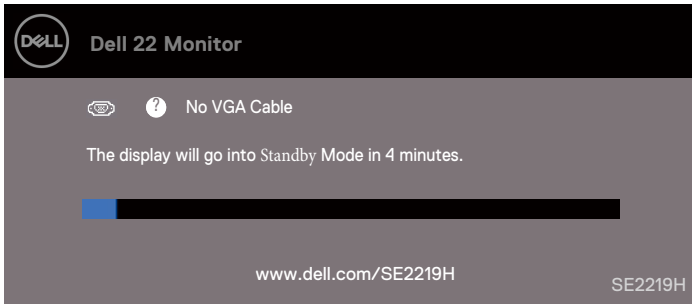 DELL
Dell 22 Monitor
? No VGA Cable
The display will go into Standby Mode in 4 minutes.
www.dell.com/SE2219H
SE2219H